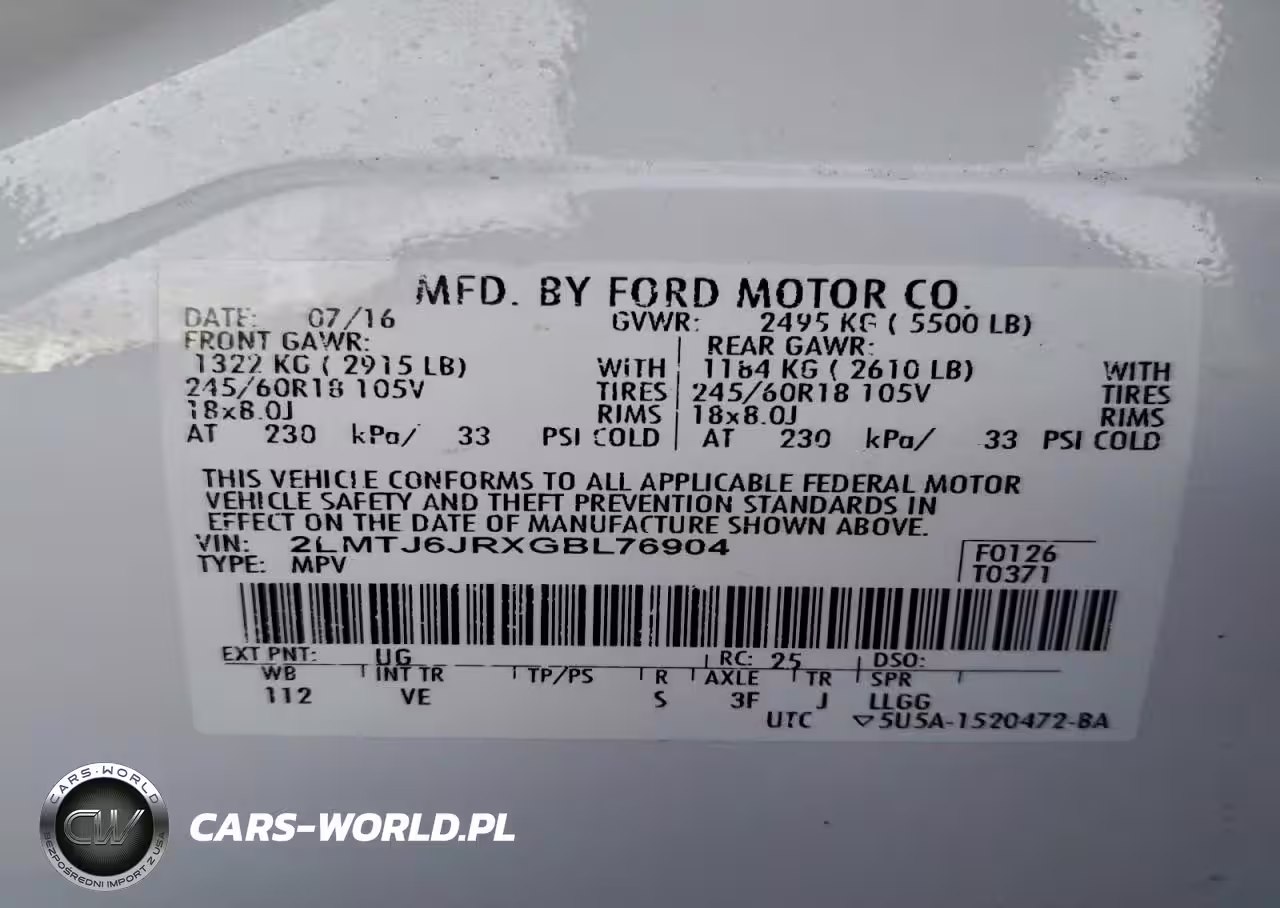 MFD. BY FORD MOTOR CO.
DATE: 07/16 GVWR: 2495 KG ( 5500 LB)
FRONT GAWR: REAR GAWR:
1322 KG ( 2915 LB) WITH 1184 KG ( 2610 LB) WITH
245/60R18 105V TIRES 245/60R18 105V TIRES
18x8.0J RIMS 18x8.0J RIMS
AT 230 kPa/ 33 PSI COLD AT 230 kPa/ 33 PSI COLD
THIS VEHICLE CONFORMS TO ALL APPLICABLE FEDERAL MOTOR
VEHICLE SAFETY AND THEFT PREVENTION STANDARDS IN
EFFECT ON THE DATE OF MANUFACTURE SHOWN ABOVE.
VIN: 2LMTJ6JRXGBL76904
TYPE: MPV
F0126
T0371
EXT PNT: UG RC: 25 DSO:
WB INT TR TP/PS R AXLE TR SPR
112 VE S 3F J LLGG
UTC ▽5U5A-1520472-BA
CARS-WORLD
CW
BEZPOŚREDNI IMPORT Z USA
CARS-WORLD.PL